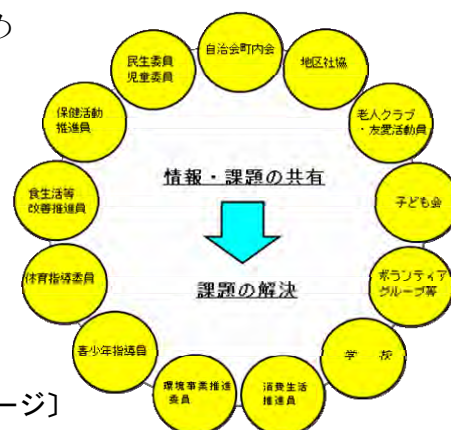 め
自治会町内会
地区社協
老人クラブ
・友愛活動員
子ども会
ボランティア
グループ等
学 校
消費生活
推進員
環境事業推進
委員
青少年指導員
体育指導委員
食生活等
改善推進員
保健活動
推進員
民生委員
児童委員
情報・課題の共有
課題の解決
ージ〕